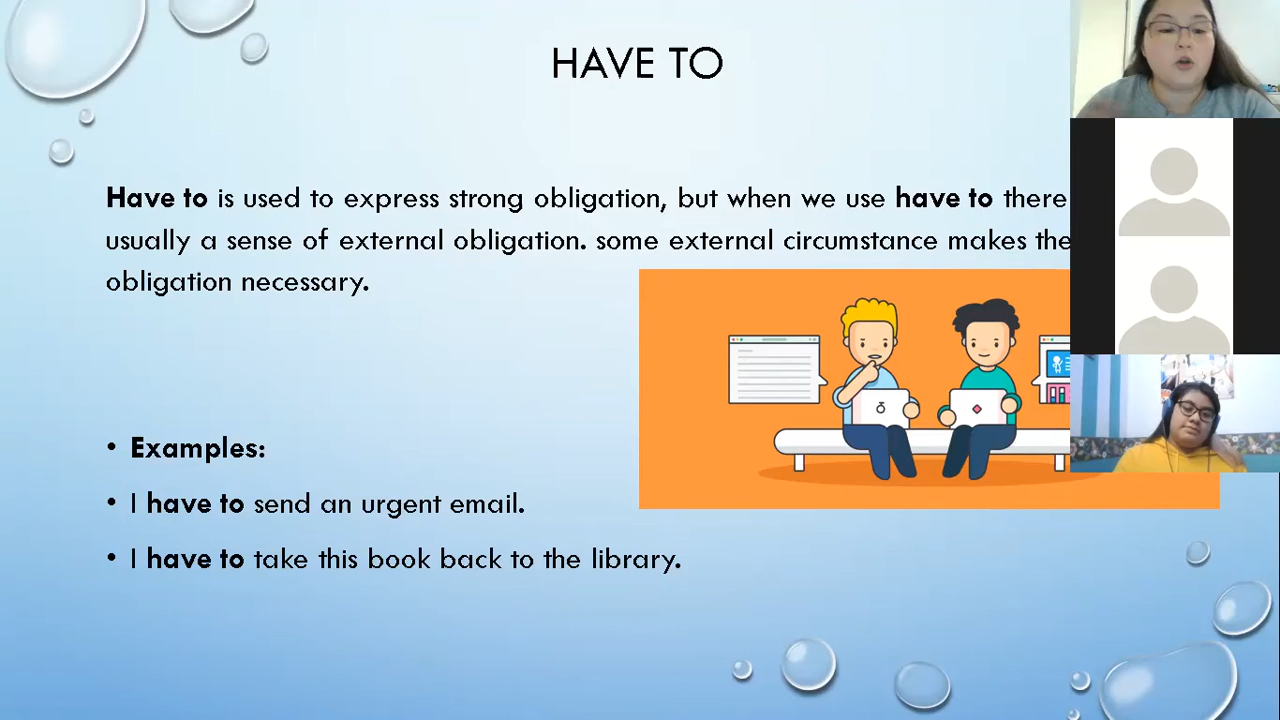 HAVE TO
Have to is used to express strong obligation, but when we use have to there
usually a sense of external obligation. some external circumstance makes the
obligation necessary.
• Examples:
• I have to send an urgent email.
• I have to take this book back to the library.